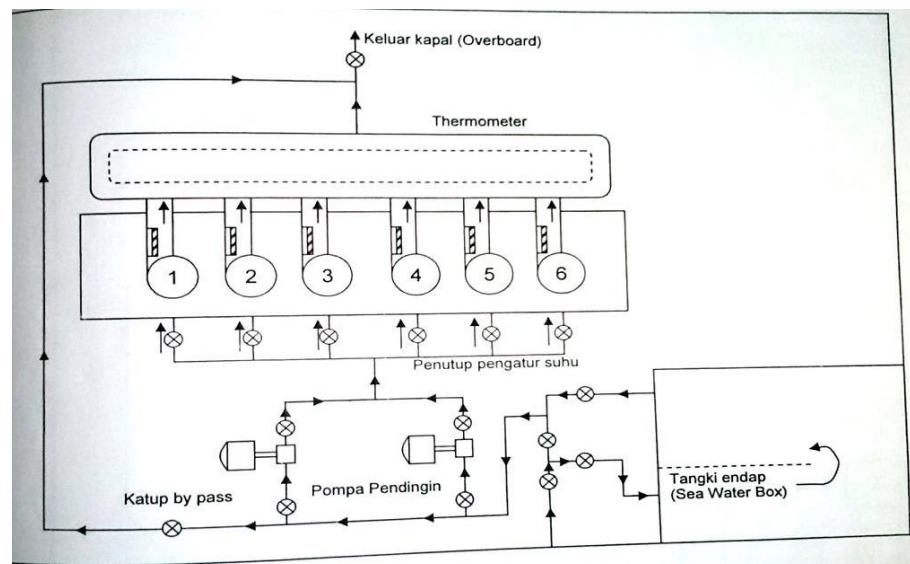 Keluar kapal (Overboard)
Thermometer
1 2 3 4 5 6
Penutup pengatur suhu
Katup by pass
Pompa Pendingin
Tangki endap
(Sea Water Box)